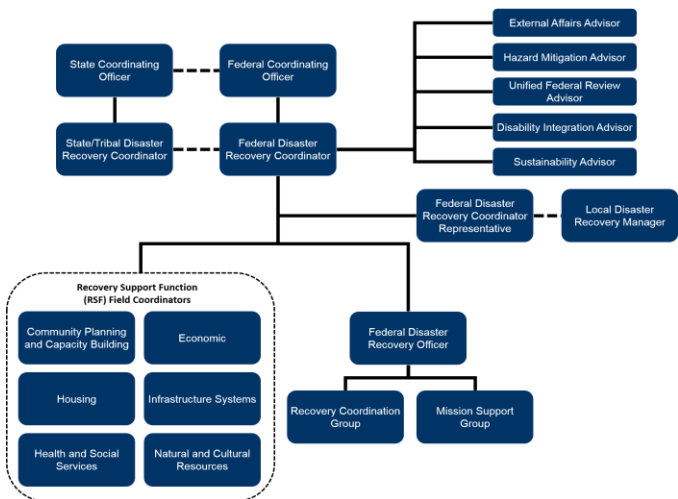 External Affairs Advisor
Hazard Mitigation Advisor
Unified Federal Review
Advisor
Disability Integration Advisor
Sustainability Advisor
State Coordinating
Officer
Federal Coordinating
Officer
State/Tribal Disaster
Recovery Coordinator
Federal Disaster
Recovery Coordinator
Federal Disaster
Recovery Coordinator
Representative
Local Disaster
Recovery Manager
Recovery Support Function
(RSF) Field Coordinators
Community Planning
and Capacity Building
Economic
Housing
Infrastructure Systems
Health and Social
Services
Natural and Cultural
Resources
Federal Disaster
Recovery Officer
Recovery Coordination
Group
Mission Support
Group